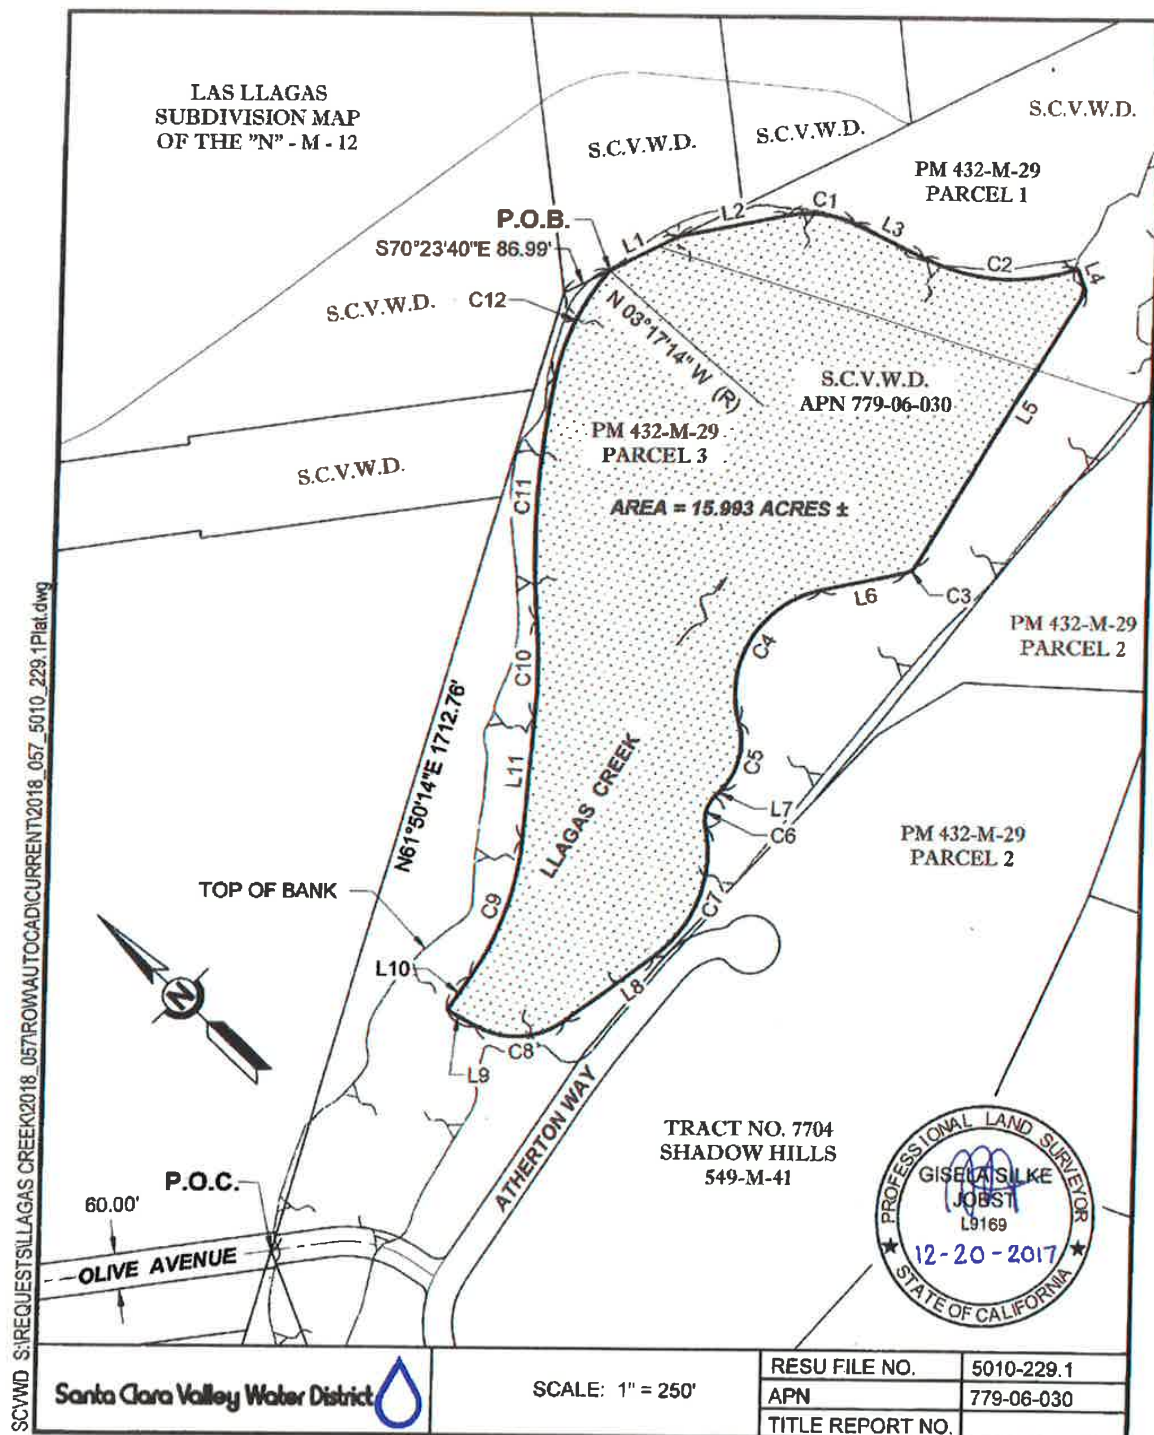 LAS LLAGAS
SUBDIVISION MAP
OF THE "N" - M - 12
S.C.V.W.D.
S.C.V.W.D.
S.C.V.W.D.
PM 432-M-29
PARCEL 1
P.O.B.
S70°23'40"E 86.99'
L1
L2
C1
L3
C2
L4
S.C.V.W.D.
C12
N 03°17'14" W (R)
S.C.V.W.D.
APN 779-06-030
L5
PM 432-M-29
PARCEL 3
S.C.V.W.D.
C11
AREA = 15.993 ACRES ±
L6
C3
C4
PM 432-M-29
PARCEL 2
C10
N61°50'14"E 1712.76'
L11
LLAGAS CREEK
C5
L7
C6
PM 432-M-29
PARCEL 2
TOP OF BANK
C9
C7
L10
L8
N
C8
L9
ATHERTON WAY
TRACT NO. 7704
SHADOW HILLS
549-M-41
P.O.C.
60.00'
OLIVE AVENUE
PROFESSIONAL LAND SURVEYOR
GISELA SILKE
JOBST
L9169
12-20-2017
STATE OF CALIFORNIA
SCVWD S:\REQUESTS\LLAGAS CREEK\2018_057\ROW\AUTOCAD\CURRENT\2018_057_5010_229.1Plat.dwg
Santa Clara Valley Water District
SCALE: 1" = 250'
RESU FILE NO. 5010-229.1
APN 779-06-030
TITLE REPORT NO.